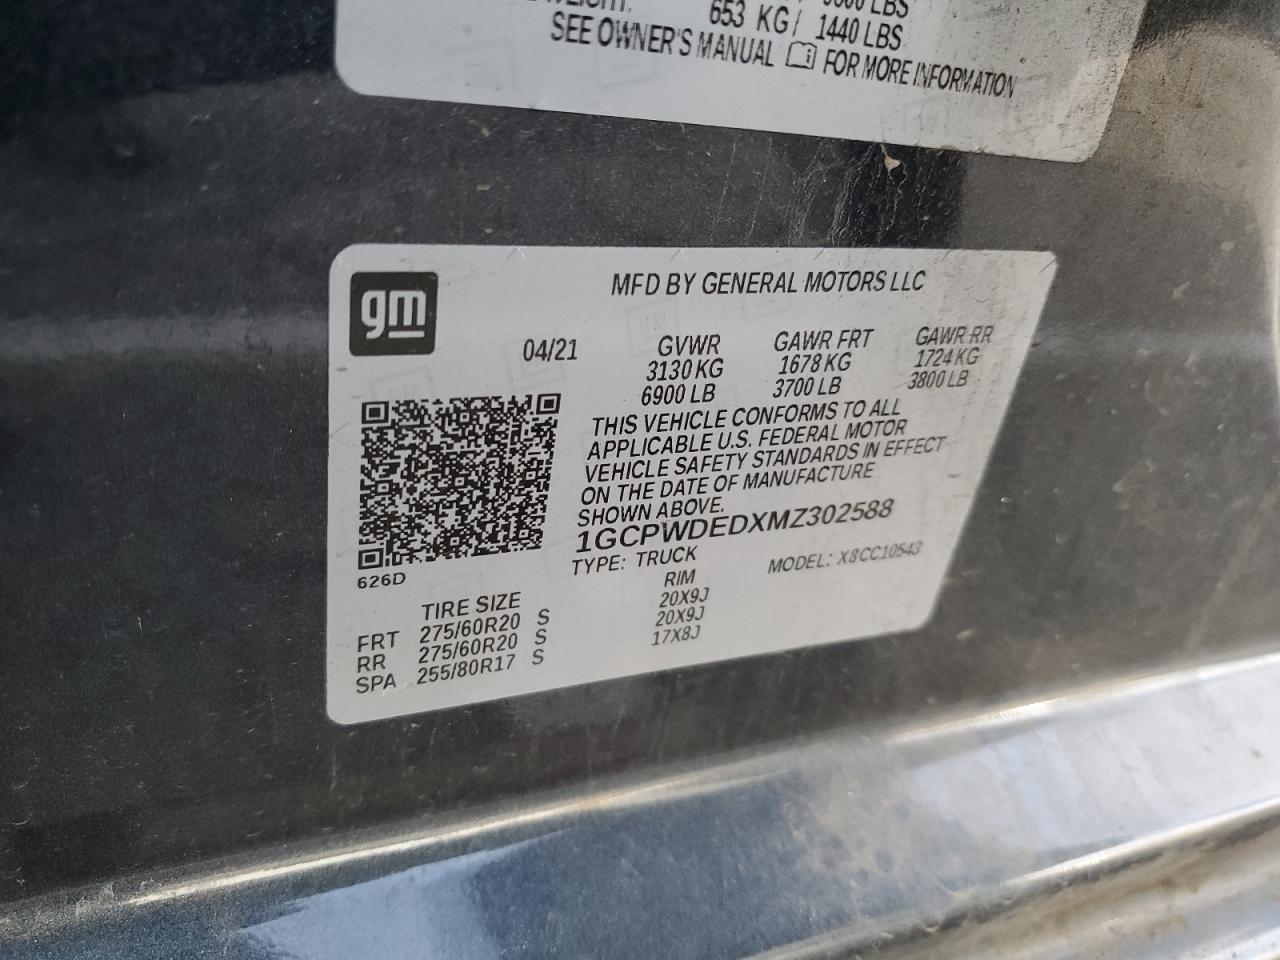 LBS
653 KG/ 1440 LBS
SEE OWNER'S MANUAL FOR MORE INFORMATION
gm
MFD BY GENERAL MOTORS LLC
04/21 GVWR GAWR FRT GAWR RR
3130 KG 1678 KG 1724 KG
6900 LB 3700 LB 3800 LB
THIS VEHICLE CONFORMS TO ALL
APPLICABLE U.S. FEDERAL MOTOR
VEHICLE SAFETY STANDARDS IN EFFECT
ON THE DATE OF MANUFACTURE
SHOWN ABOVE.
1GCPWDEDXMZ302588
TYPE: TRUCK MODEL: X8CC10543
626D
TIRE SIZE RIM
FRT 275/60R20 S 20X9J
RR 275/60R20 S 20X9J
SPA 255/80R17 S 17X8J